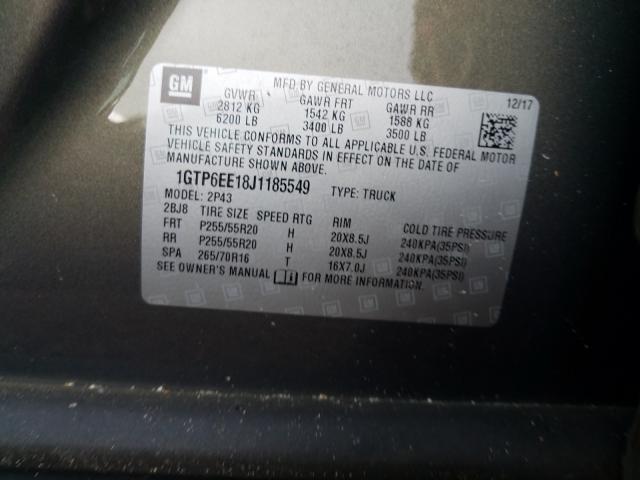 GM
MFD BY GENERAL MOTORS LLC
GVWR GAWR FRT GAWR RR 12/17
2812 KG 1542 KG 1588 KG
6200 LB 3400 LB 3500 LB
THIS VEHICLE CONFORMS TO ALL APPLICABLE U.S. FEDERAL MOTOR
VEHICLE SAFETY STANDARDS IN EFFECT ON THE DATE OF
MANUFACTURE SHOWN ABOVE.
1GTP6EE18J1185549 TYPE: TRUCK
MODEL: 2P43
2BJ8 TIRE SIZE SPEED RTG RIM COLD TIRE PRESSURE
FRT P255/55R20 H 20X8.5J 240KPA(35PSI)
RR P255/55R20 H 20X8.5J 240KPA(35PSI)
SPA 265/70R16 T 16X7.0J 240KPA(35PSI)
SEE OWNER'S MANUAL FOR MORE INFORMATION.